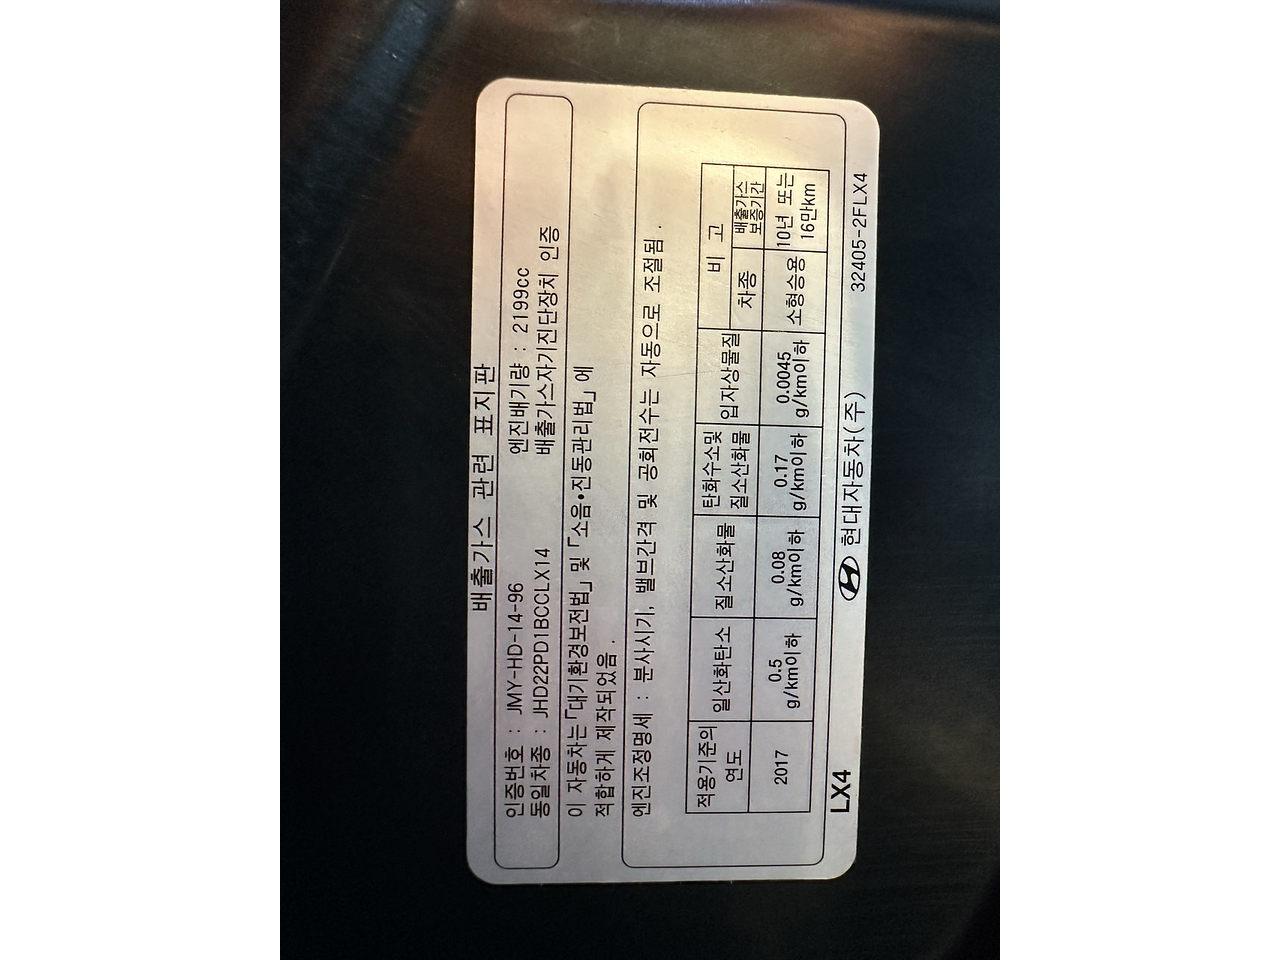 배출가스 관련 표지판
인증번호 : JMY-HD-14-96 엔진배기량 : 2199cc
동일차종 : JHD22PD1BCCLX14 배출가스자기진단장치 인증
이 자동차는「대기환경보전법」및「소음•진동관리법」에
적합하게 제작되었음 .
엔진조정명세 : 분사시기, 밸브간격 및 공회전수는 자동으로 조절됨 .
적용기준의 연도 일산화탄소 질소산화물 탄화수소및 질소산화물 입자상물질 비 고
차종 배출가스 보증기간
2017 0.5 g/km이하 0.08 g/km이하 0.17 g/km이하 0.0045 g/km이하 소형승용 10년 또는 16만km
LX4 현대자동차(주) 32405-2FLX4